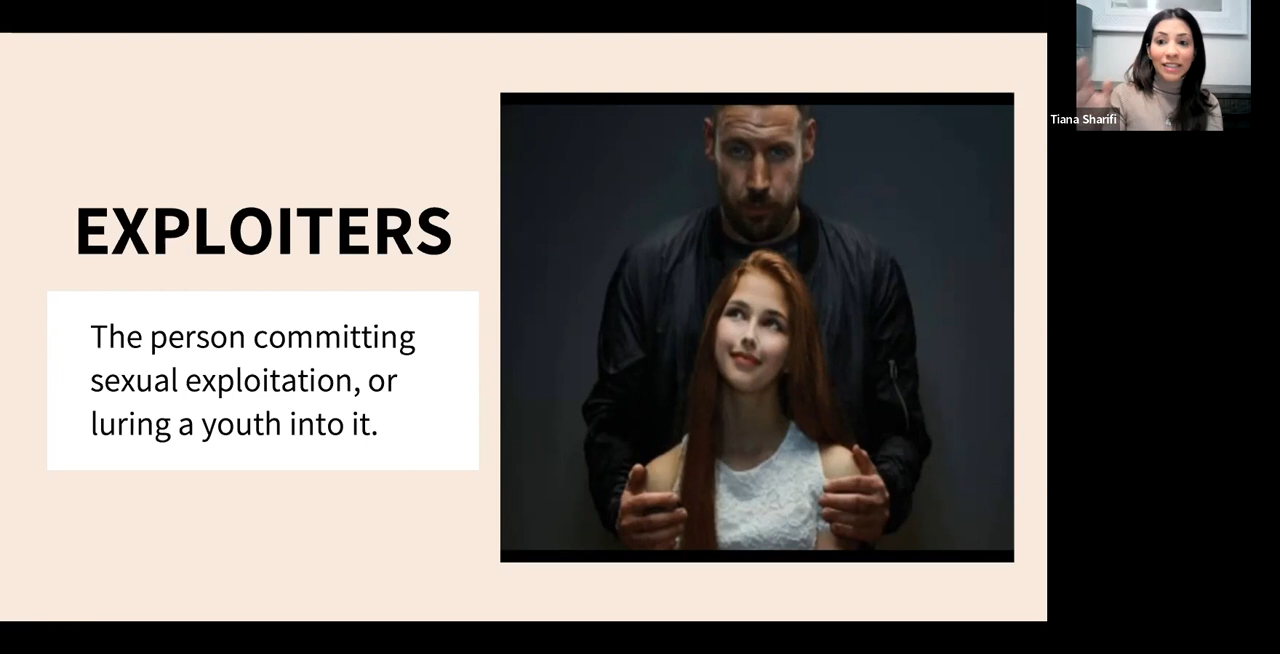 EXPLOITERS
The person committing
sexual exploitation, or
luring a youth into it.
Tiana Sharifi